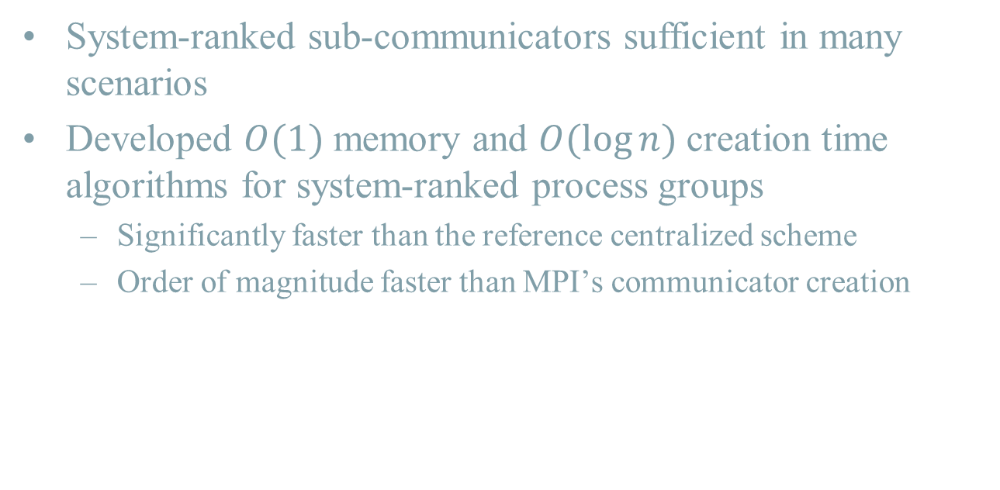 • System-ranked sub-communicators sufficient in many
scenarios
• Developed O(1) memory and O(log n) creation time
algorithms for system-ranked process groups
– Significantly faster than the reference centralized scheme
– Order of magnitude faster than MPI’s communicator creation